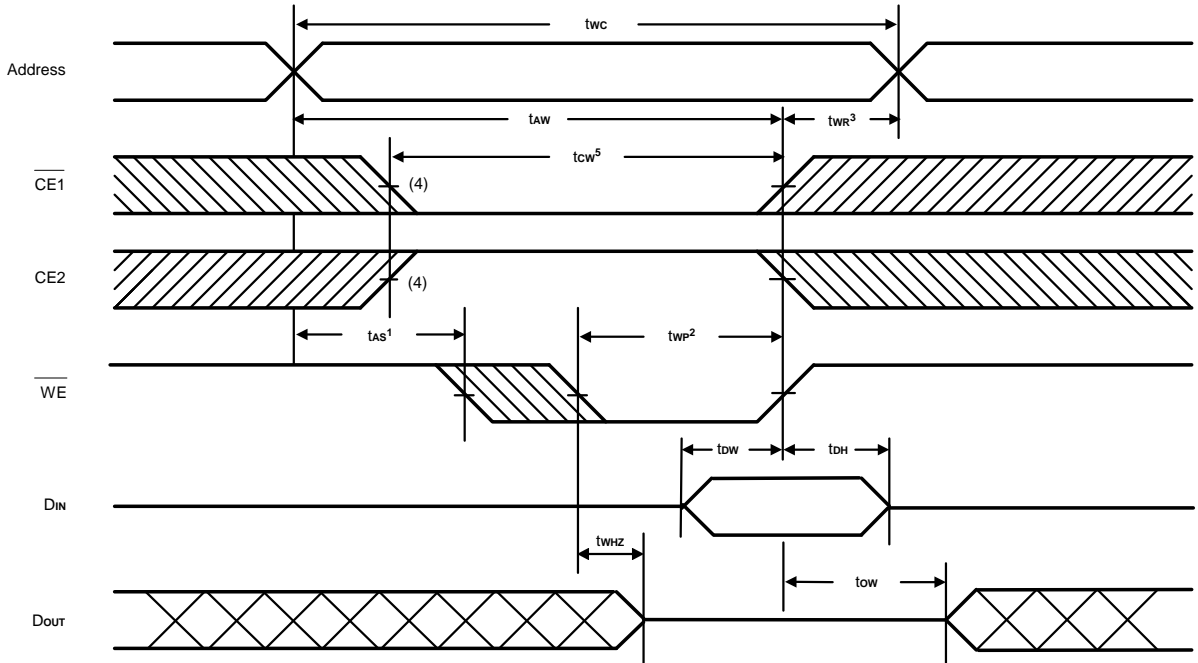 tWC
Address
tAW
tWR³
tCW⁵
CE1
(4)
CE2
(4)
tAS¹
tWP²
WE
tDW
tDH
DIN
tWHZ
tOW
DOUT